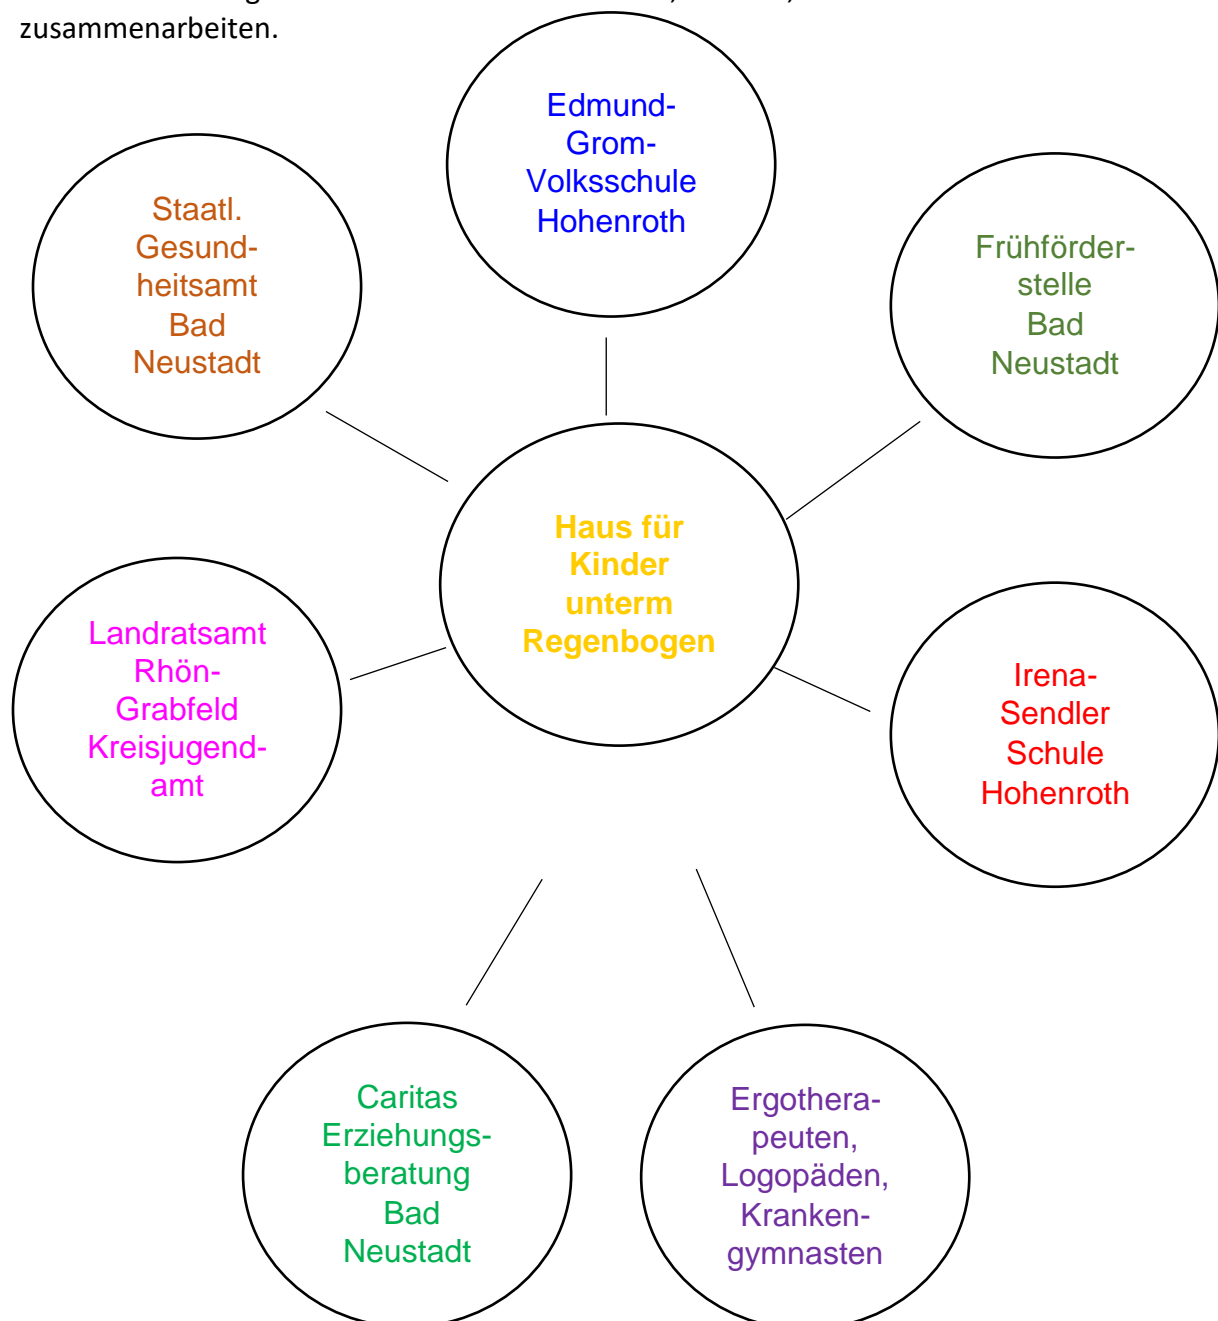 zusammenarbeiten.
Edmund-
Grom-
Volksschule
Hohenroth
Staatl.
Gesund-
heitsamt
Bad
Neustadt
Frühförder-
stelle
Bad
Neustadt
Haus für
Kinder
unterm
Regenbogen
Landratsamt
Rhön-
Grabfeld
Kreisjugend-
amt
Irena-
Sendler
Schule
Hohenroth
Caritas
Erziehungs-
beratung
Bad
Neustadt
Ergothera-
peuten,
Logopäden,
Kranken-
gymnasten